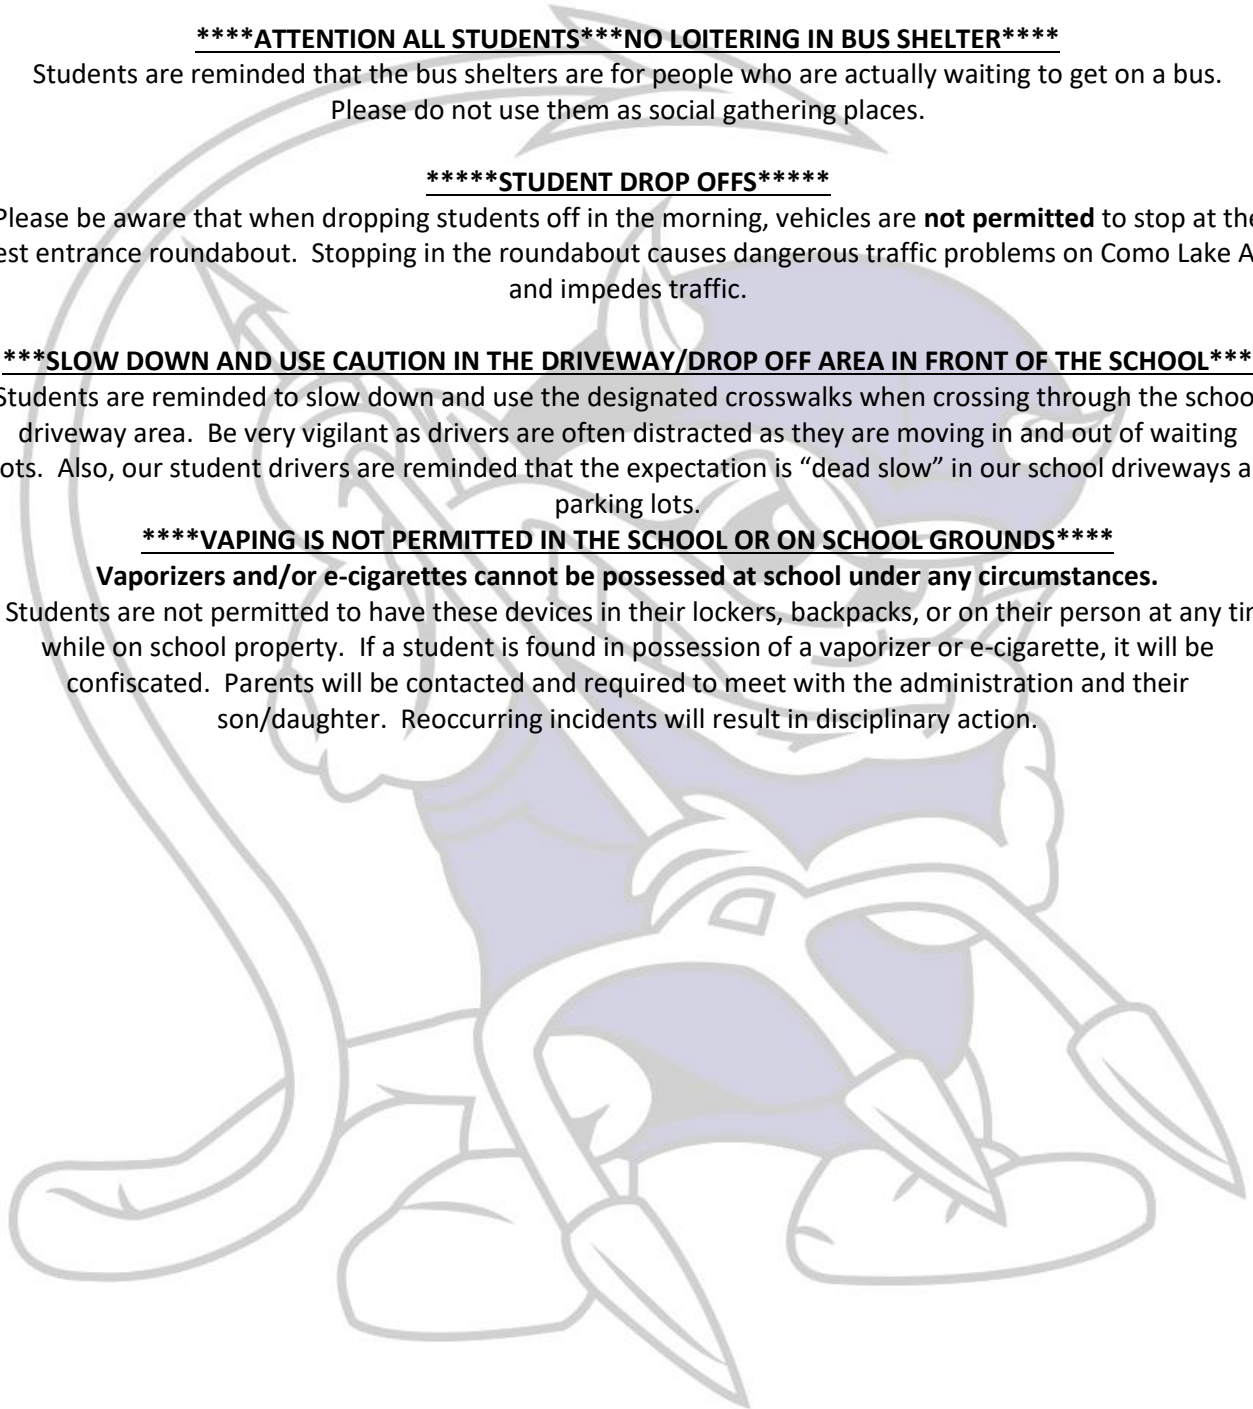 ****ATTENTION ALL STUDENTS***NO LOITERING IN BUS SHELTER****
Students are reminded that the bus shelters are for people who are actually waiting to get on a bus.
Please do not use them as social gathering places.
*****STUDENT DROP OFFS*****
Please be aware that when dropping students off in the morning, vehicles are not permitted to stop at the
est entrance roundabout. Stopping in the roundabout causes dangerous traffic problems on Como Lake A
and impedes traffic.
***SLOW DOWN AND USE CAUTION IN THE DRIVEWAY/DROP OFF AREA IN FRONT OF THE SCHOOL***
Students are reminded to slow down and use the designated crosswalks when crossing through the schoo
driveway area. Be very vigilant as drivers are often distracted as they are moving in and out of waiting
ots. Also, our student drivers are reminded that the expectation is “dead slow” in our school driveways a
parking lots.
****VAPING IS NOT PERMITTED IN THE SCHOOL OR ON SCHOOL GROUNDS****
Vaporizers and/or e-cigarettes cannot be possessed at school under any circumstances.
Students are not permitted to have these devices in their lockers, backpacks, or on their person at any tin
while on school property. If a student is found in possession of a vaporizer or e-cigarette, it will be
confiscated. Parents will be contacted and required to meet with the administration and their
son/daughter. Reoccurring incidents will result in disciplinary action.